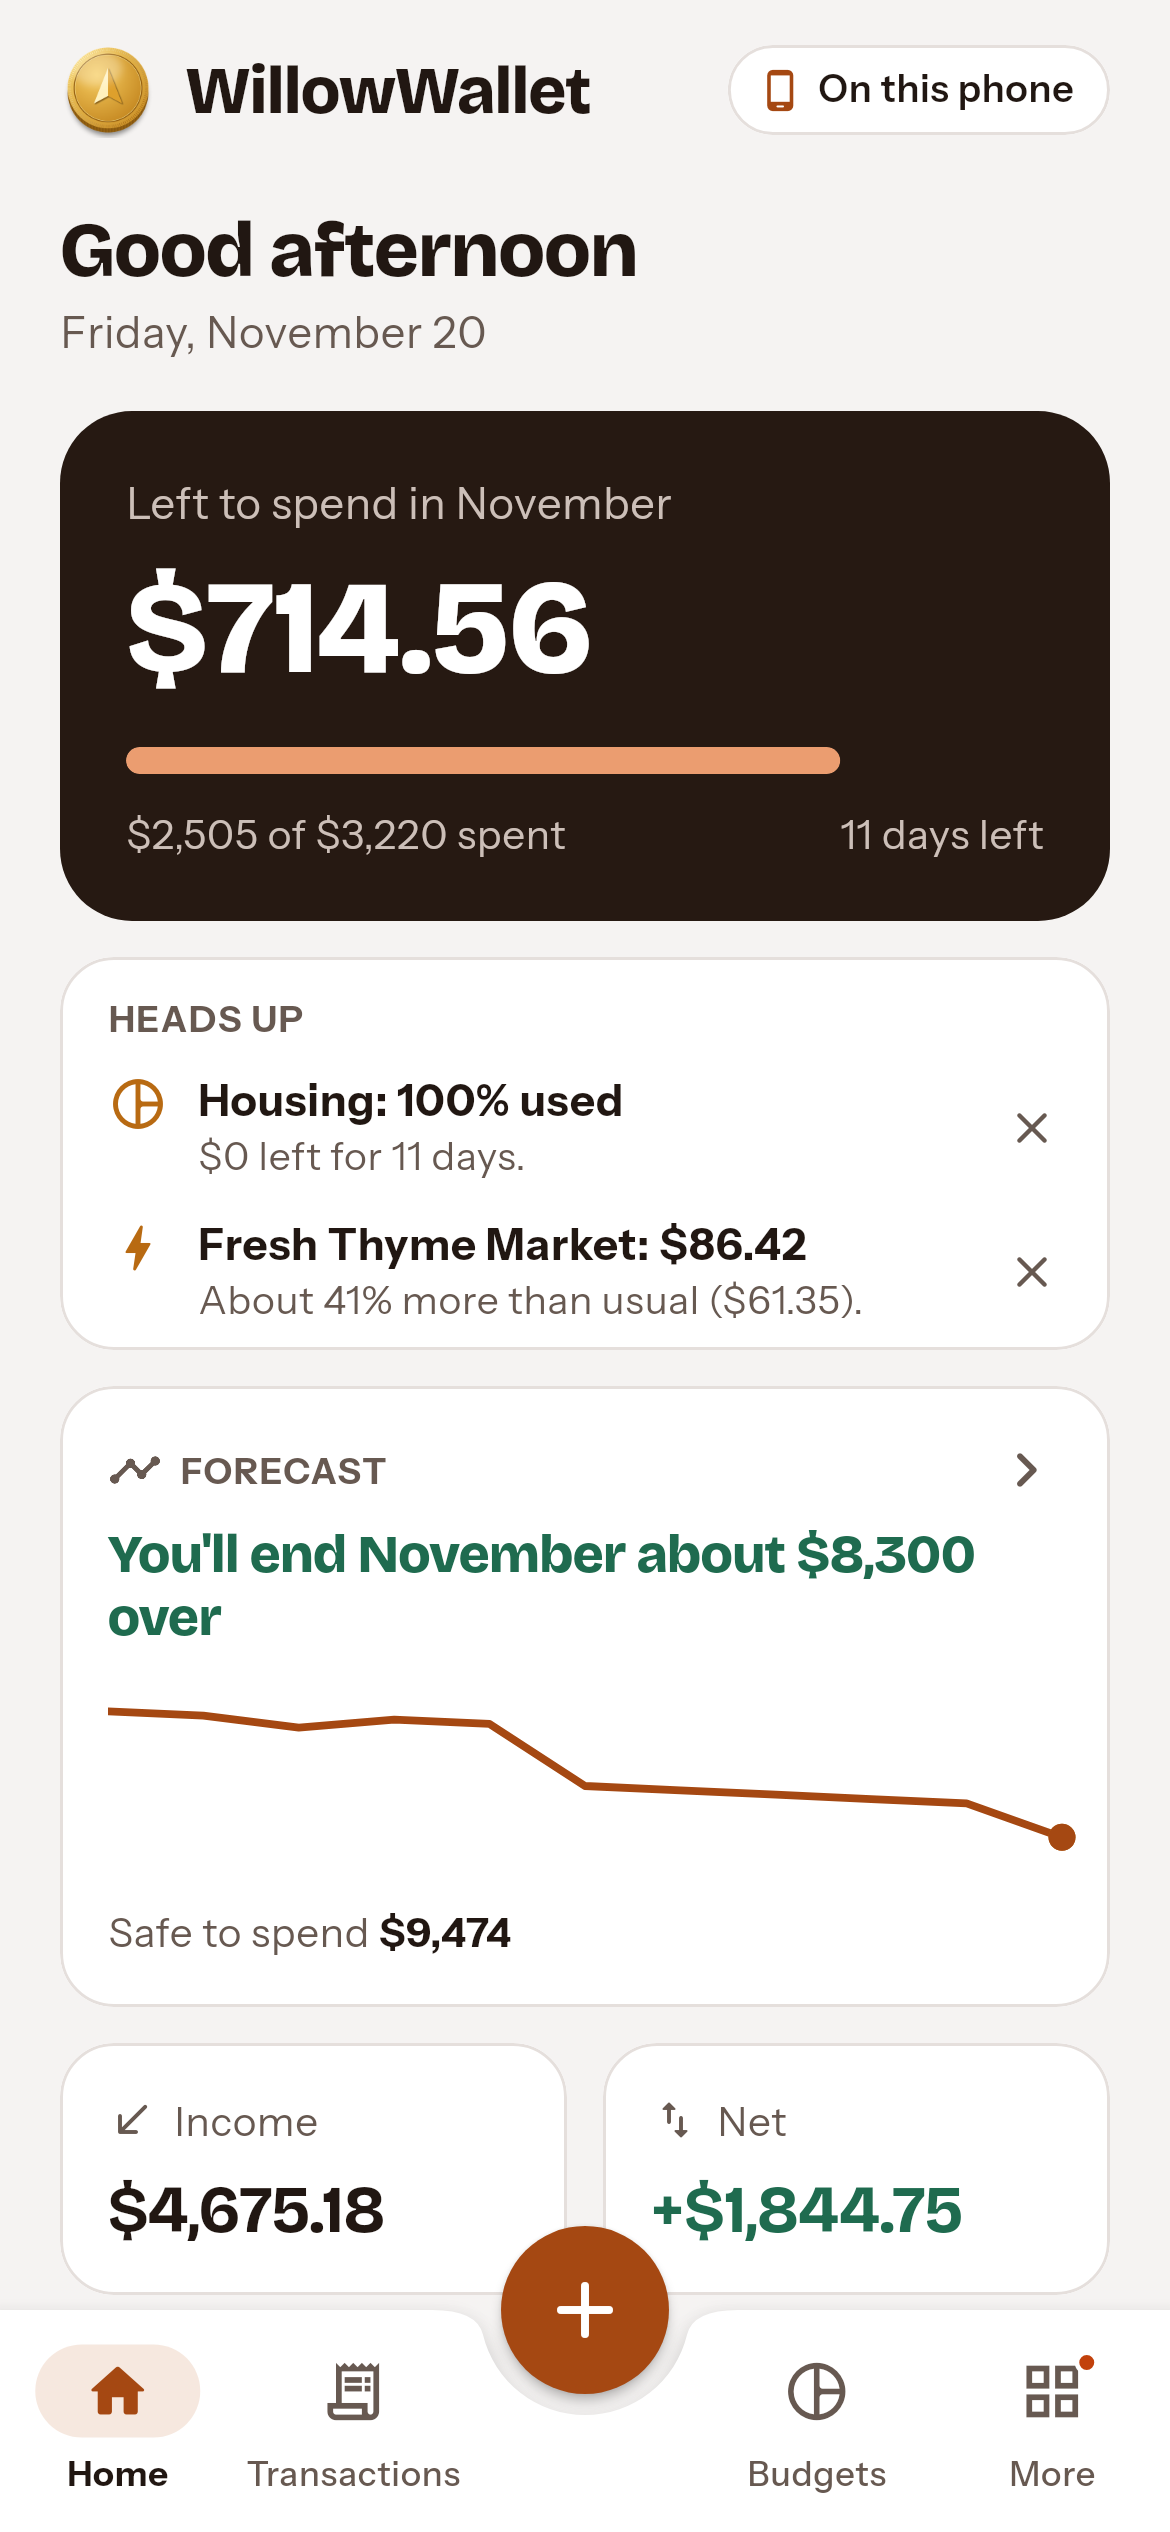 WillowWallet
On this phone
Good afternoon
Friday, November 20
Left to spend in November
$714.56
$2,505 of $3,220 spent
11 days left
HEADS UP
Housing: 100% used
$0 left for 11 days.
Fresh Thyme Market: $86.42
About 41% more than usual ($61.35).
FORECAST
You'll end November about $8,300
over
Safe to spend $9,474
Income
$4,675.18
Net
+$1,844.75
Home
Transactions
Budgets
More